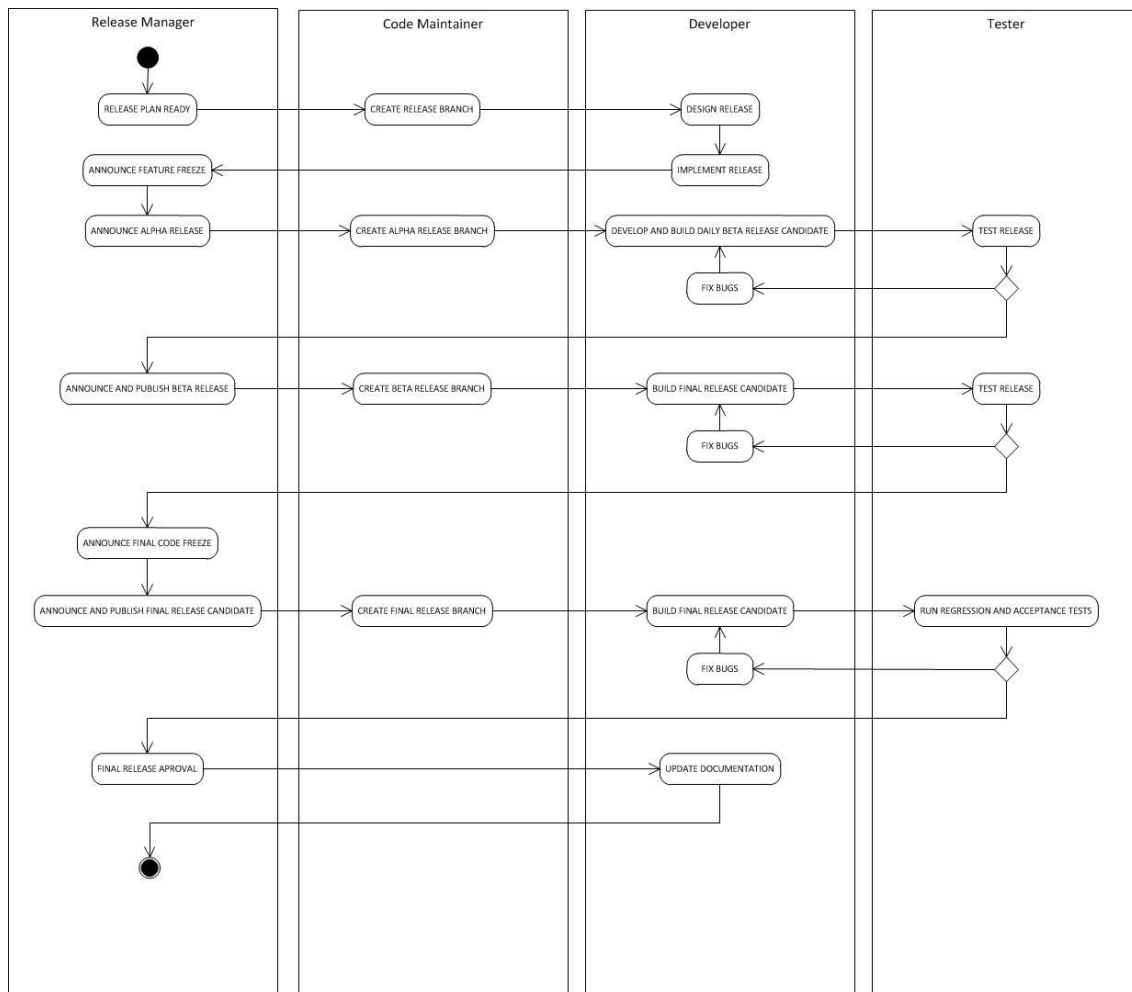 Release Manager
Code Maintainer
Developer
Tester
RELEASE PLAN READY
CREATE RELEASE BRANCH
DESIGN RELEASE
ANNOUNCE FEATURE FREEZE
IMPLEMENT RELEASE
ANNOUNCE ALPHA RELEASE
CREATE ALPHA RELEASE BRANCH
DEVELOP AND BUILD DAILY BETA RELEASE CANDIDATE
TEST RELEASE
FIX BUGS
ANNOUNCE AND PUBLISH BETA RELEASE
CREATE BETA RELEASE BRANCH
BUILD FINAL RELEASE CANDIDATE
TEST RELEASE
FIX BUGS
ANNOUNCE FINAL CODE FREEZE
ANNOUNCE AND PUBLISH FINAL RELEASE CANDIDATE
CREATE FINAL RELEASE BRANCH
BUILD FINAL RELEASE CANDIDATE
RUN REGRESSION AND ACCEPTANCE TESTS
FIX BUGS
FINAL RELEASE APROVAL
UPDATE DOCUMENTATION